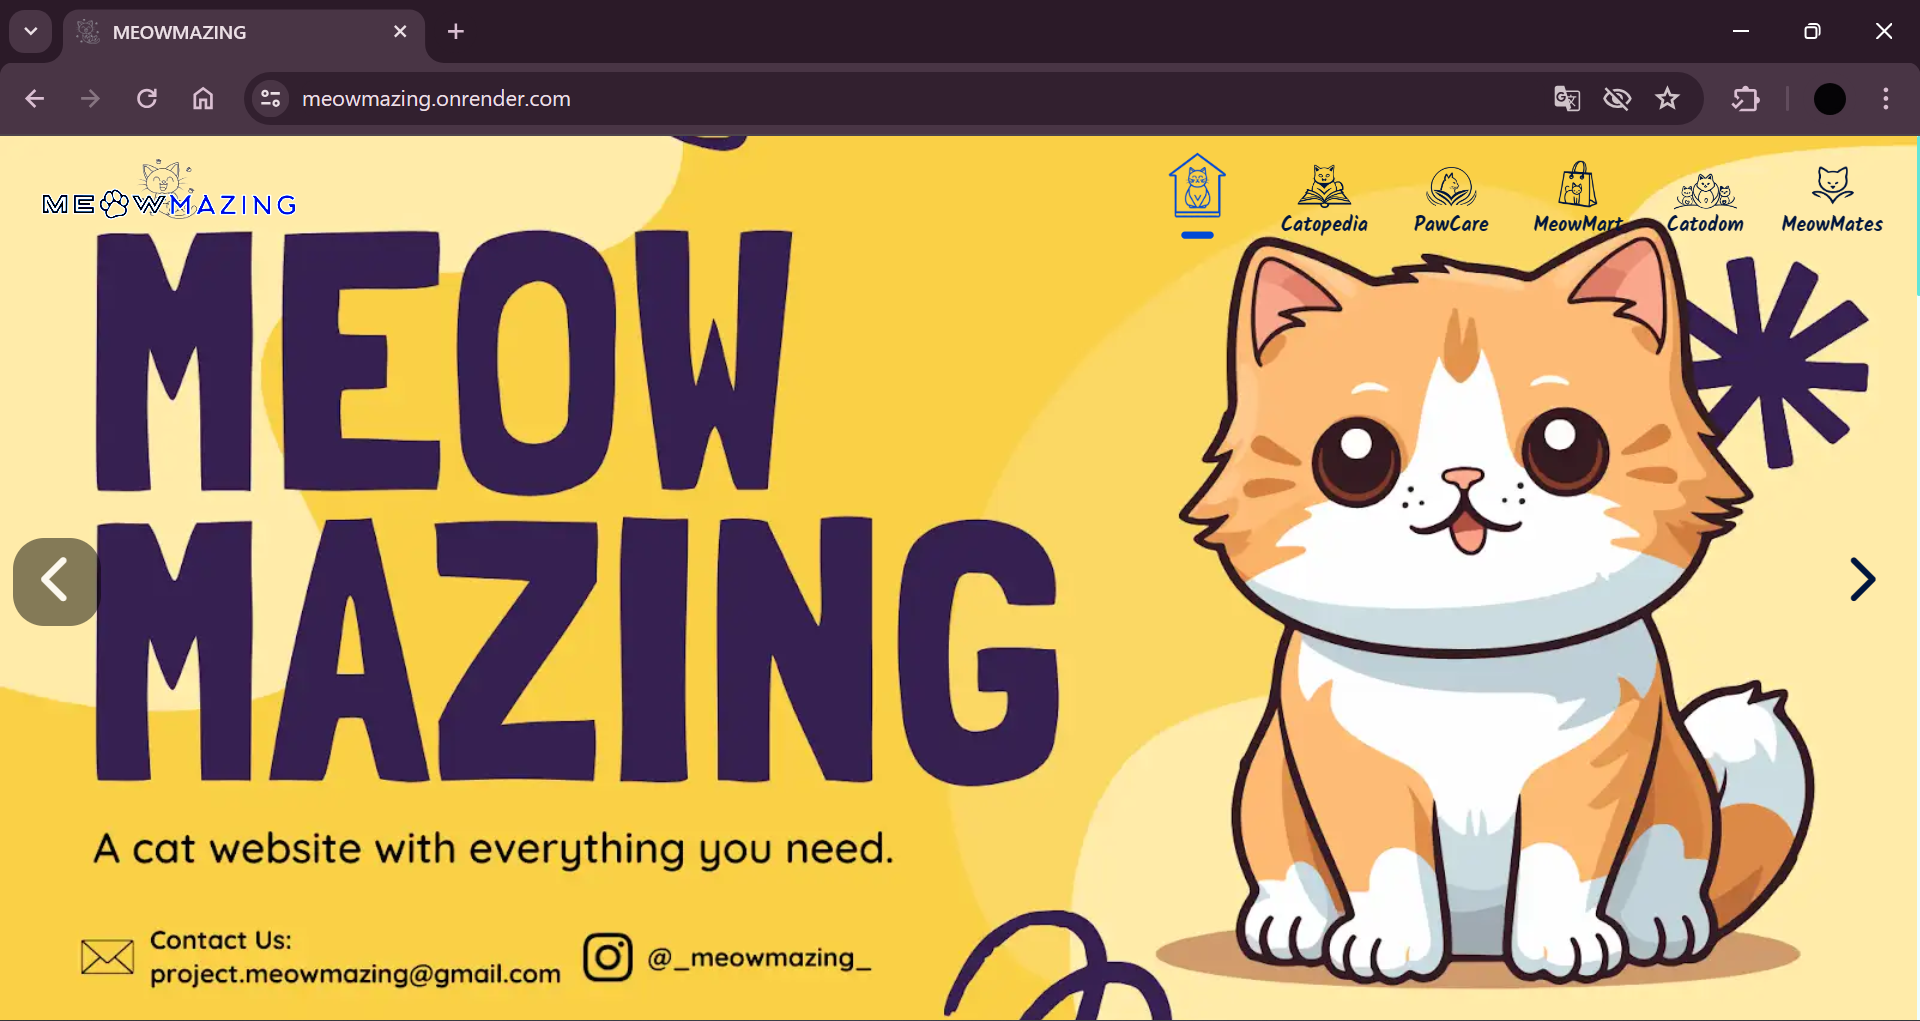 MEOWMAZING
meowmazing.onrender.com
MEOWMAZING
Catopedia
PawCare
MeowMart
Catodom
MeowMates
MEOW
MAZING
A cat website with everything you need.
Contact Us:
project.meowmazing@gmail.com
@_meowmazing_